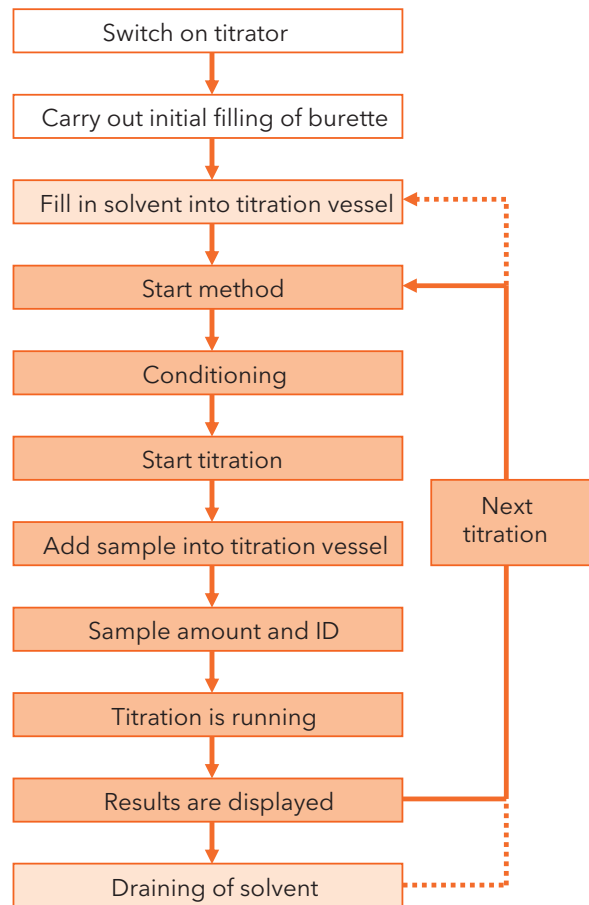 Switch on titrator
Carry out initial filling of burette
Fill in solvent into titration vessel
Start method
Conditioning
Start titration
Next
titration
Add sample into titration vessel
Sample amount and ID
Titration is running
Results are displayed
Draining of solvent